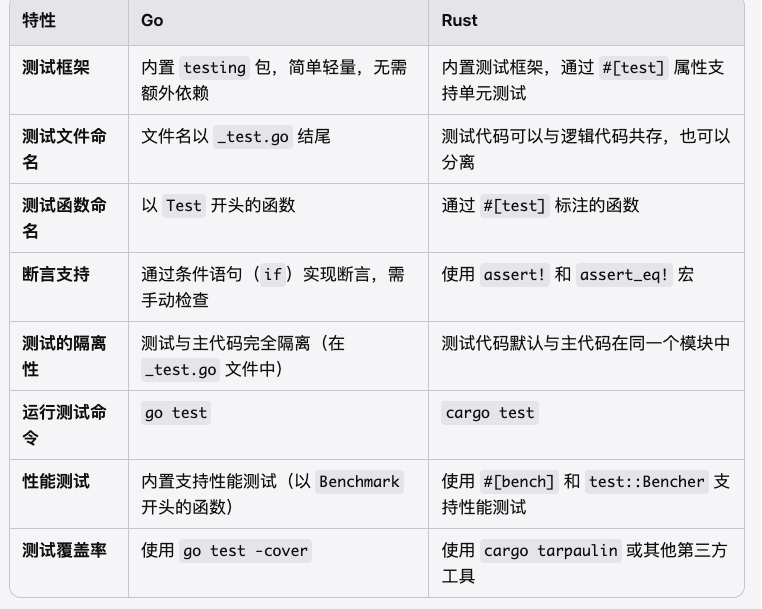 特性 Go Rust
测试框架 内置 testing 包，简单轻量，无需 内置测试框架，通过 #[test] 属性支
额外依赖 持单元测试
测试文件命 文件名以 _test.go 结尾 测试代码可以与逻辑代码共存，也可以
名 分离
测试函数命 以 Test 开头的函数 通过 #[test] 标注的函数
名
断言支持 通过条件语句（if）实现断言，需 使用 assert! 和 assert_eq! 宏
手动检查
测试的隔离 测试与主代码完全隔离（在 测试代码默认与主代码在同一个模块中
性 _test.go 文件中）
运行测试命 go test cargo test
令
性能测试 内置支持性能测试（以 Benchmark 使用 #[bench] 和 test::Bencher 支
开头的函数） 持性能测试
测试覆盖率 使用 go test -cover 使用 cargo tarpaulin 或其他第三方
工具